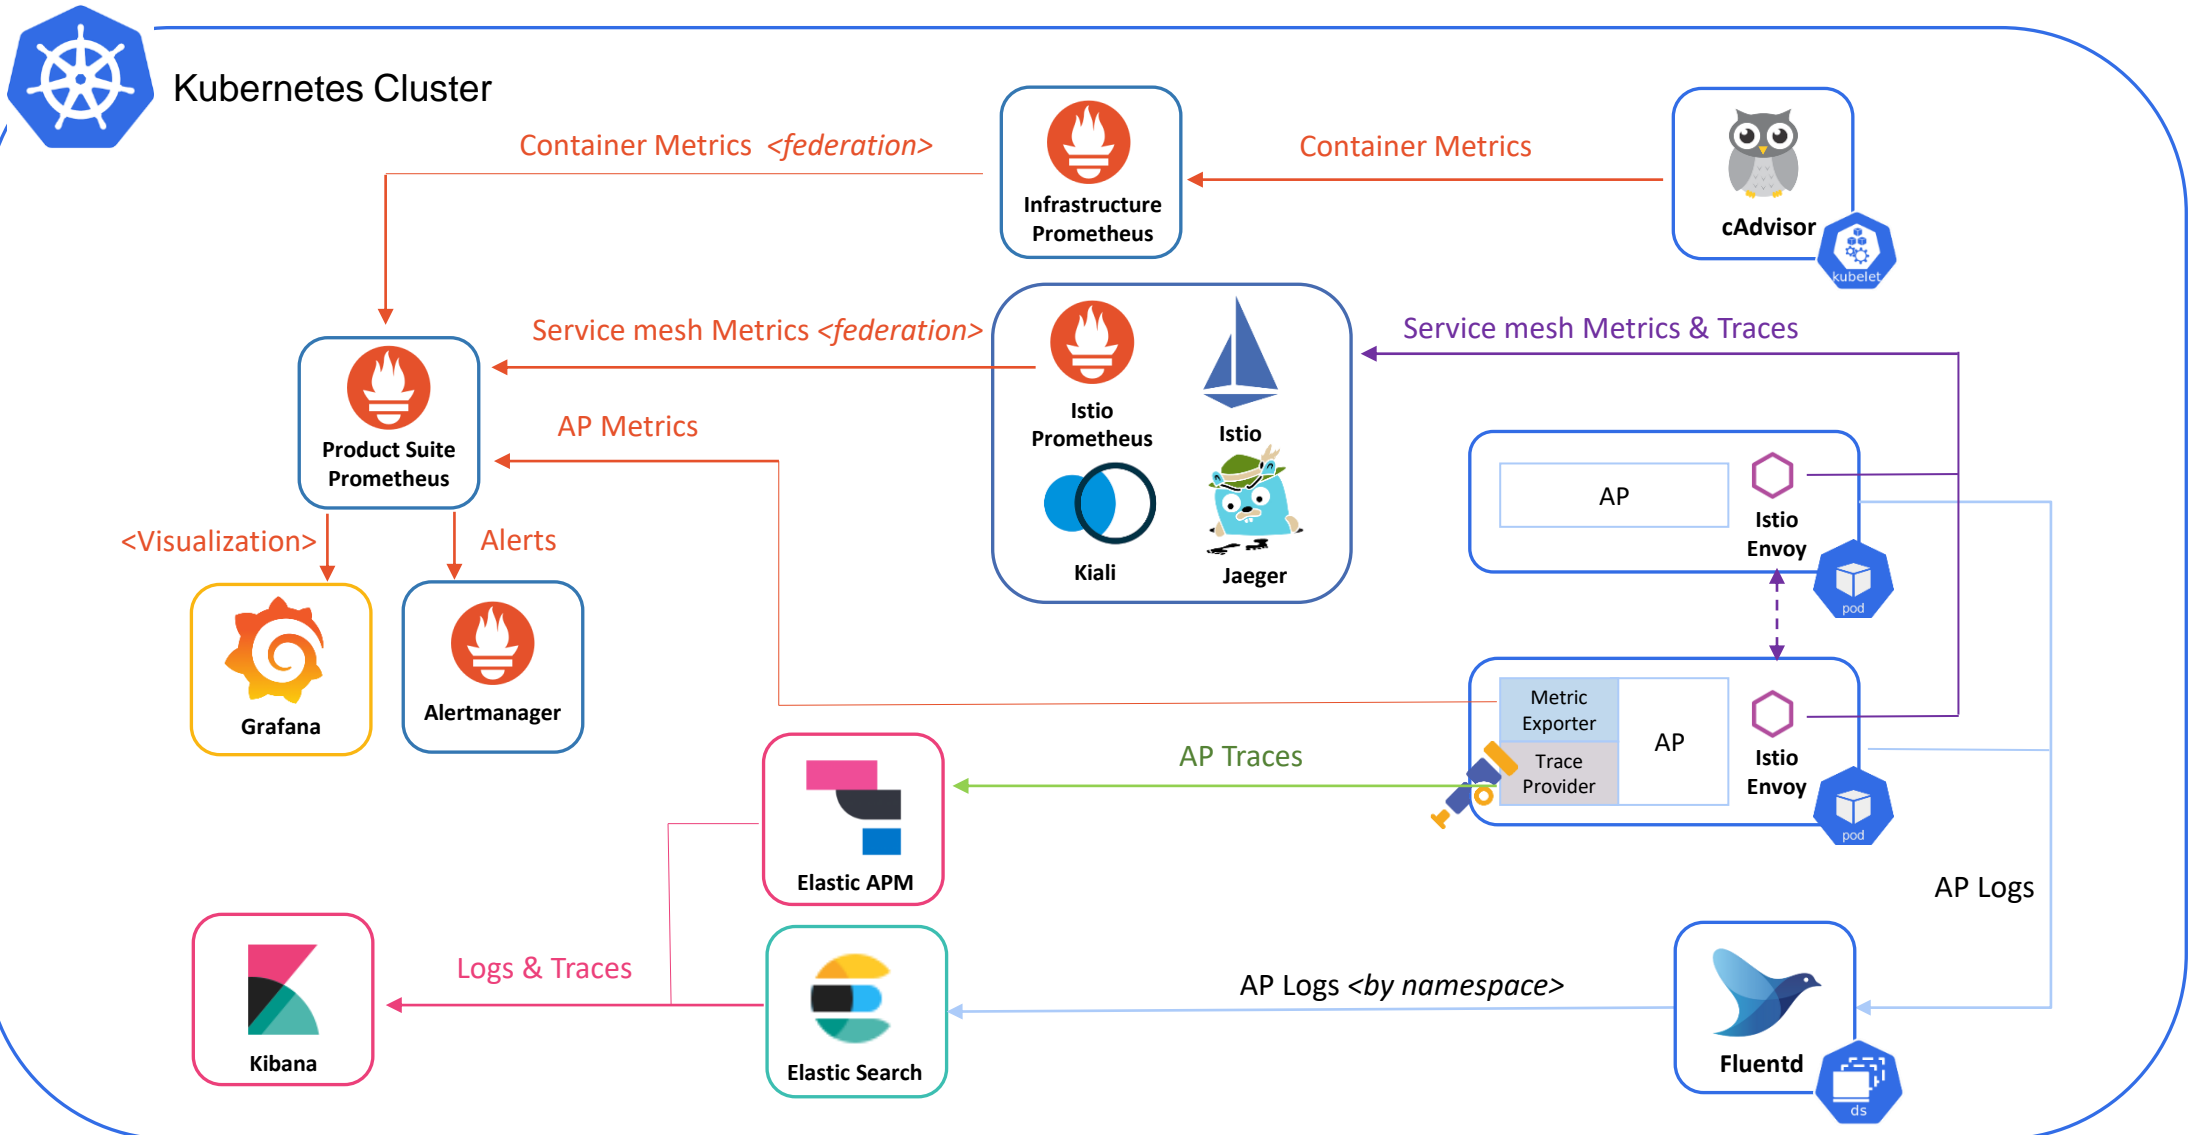 Kubernetes Cluster
Container Metrics <federation>
Container Metrics
Infrastructure
Prometheus
cAdvisor
kubelet
Service mesh Metrics <federation>
Service mesh Metrics & Traces
Istio
Prometheus
Istio
Kiali
Jaeger
Product Suite
Prometheus
AP Metrics
AP
Istio
Envoy
pod
<Visualization>
Alerts
Grafana
Alertmanager
Metric
Exporter
Trace
Provider
AP
Istio
Envoy
pod
AP Traces
Elastic APM
AP Logs
Logs & Traces
Kibana
Elastic Search
AP Logs <by namespace>
Fluentd
ds